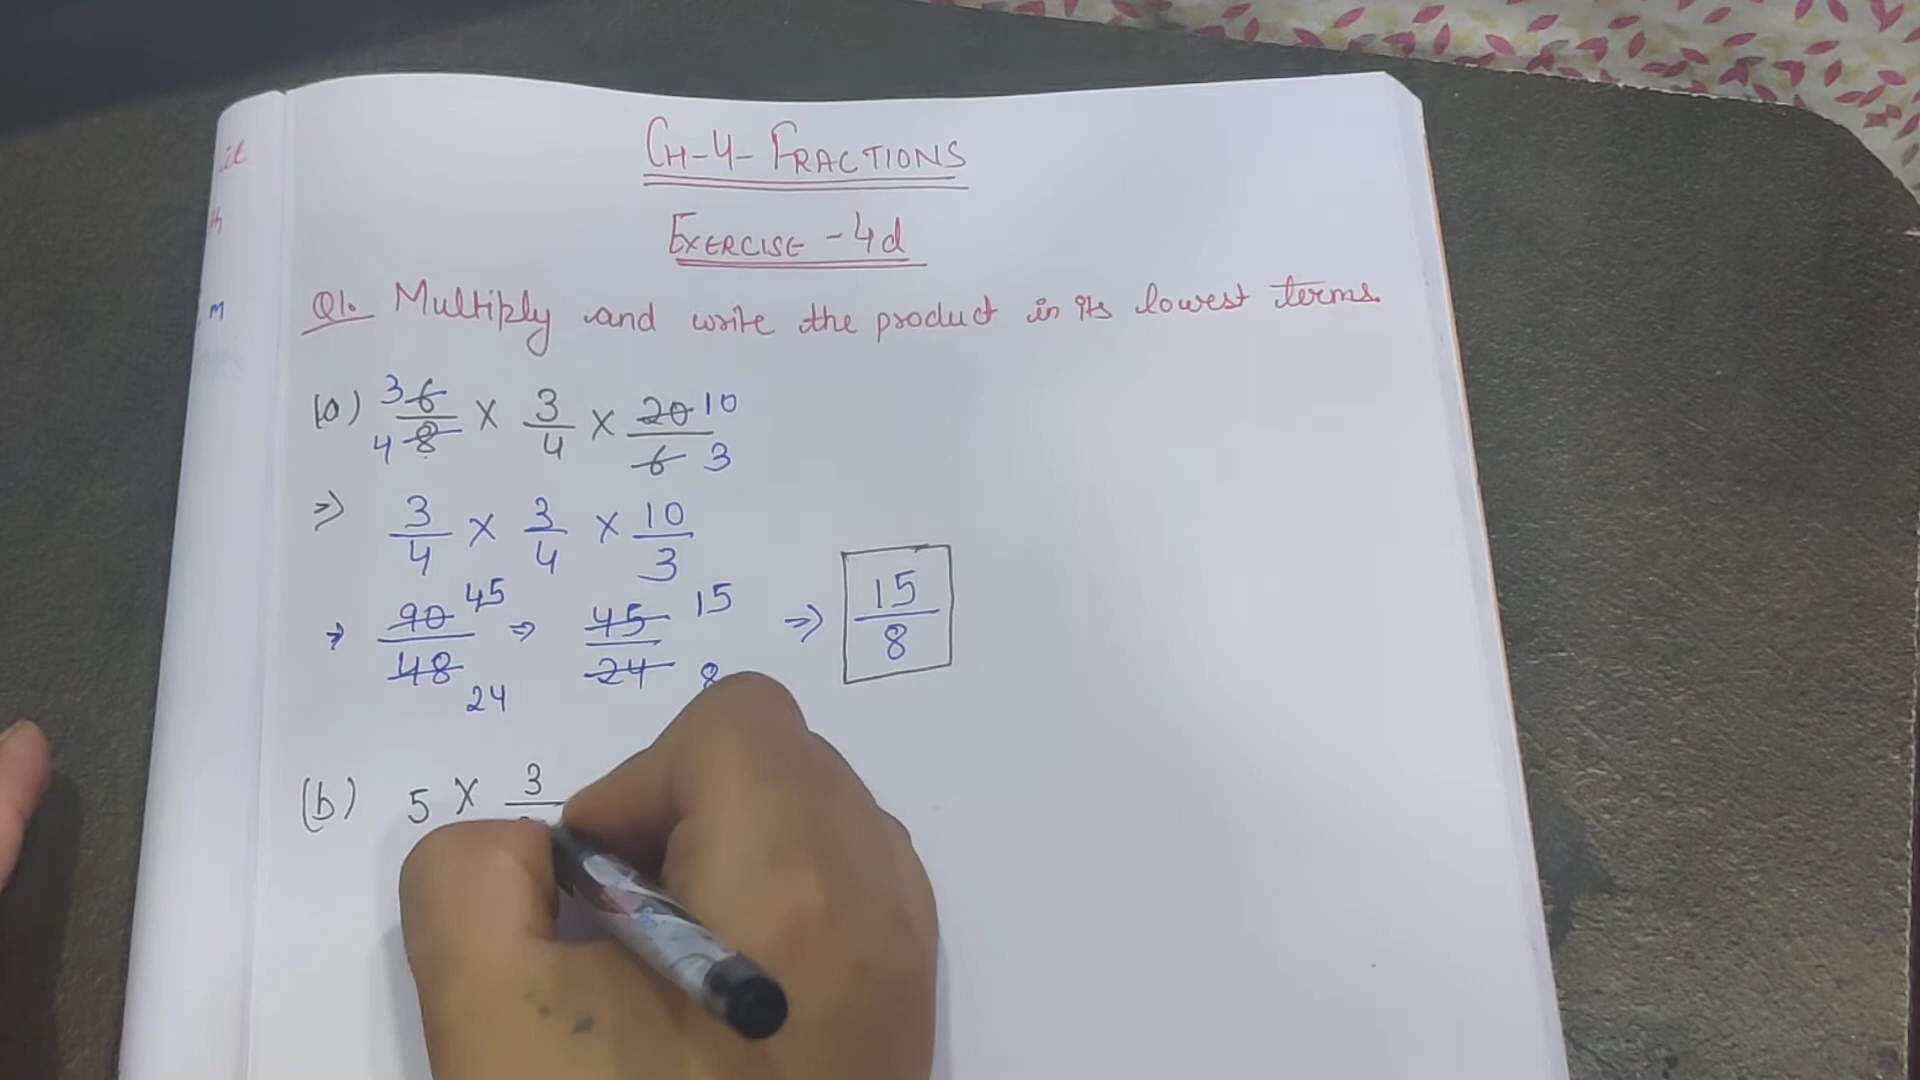 CH-4- FRACTIONS
EXERCISE - 4d
Q1. Multiply and write the product in its lowest terms.
(a) 3 6/8 4 × 3/4 × 20/6 10 3
⇒ 3/4 × 3/4 × 10/3
→ 90/48 45 24 ⇒ 45/24 15 8 ⇒ 15/8
(b) 5 × 3
it
M